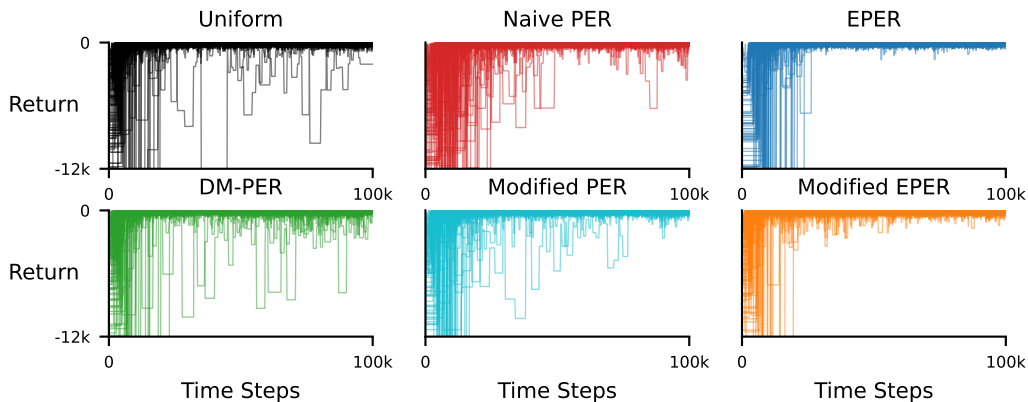 Uniform
Naive PER
EPER
0
Return
-12k
0
100k
0
100k
0
100k
DM-PER
Modified PER
Modified EPER
0
Return
-12k
0
100k
0
100k
0
100k
Time Steps
Time Steps
Time Steps